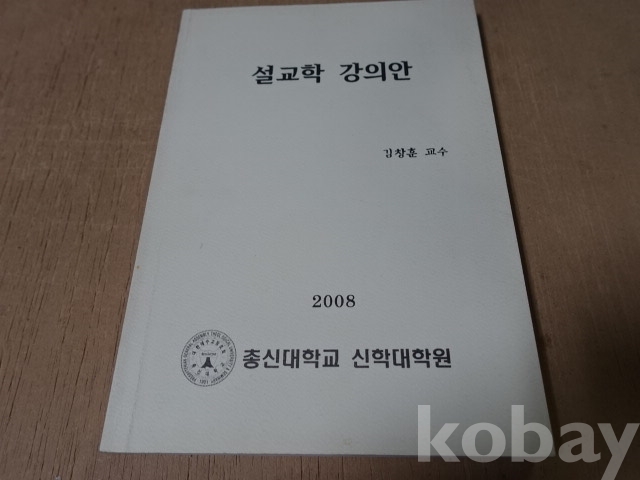 설교학 강의안
김창훈 교수
2008
총신대학교 신학대학원
kobay